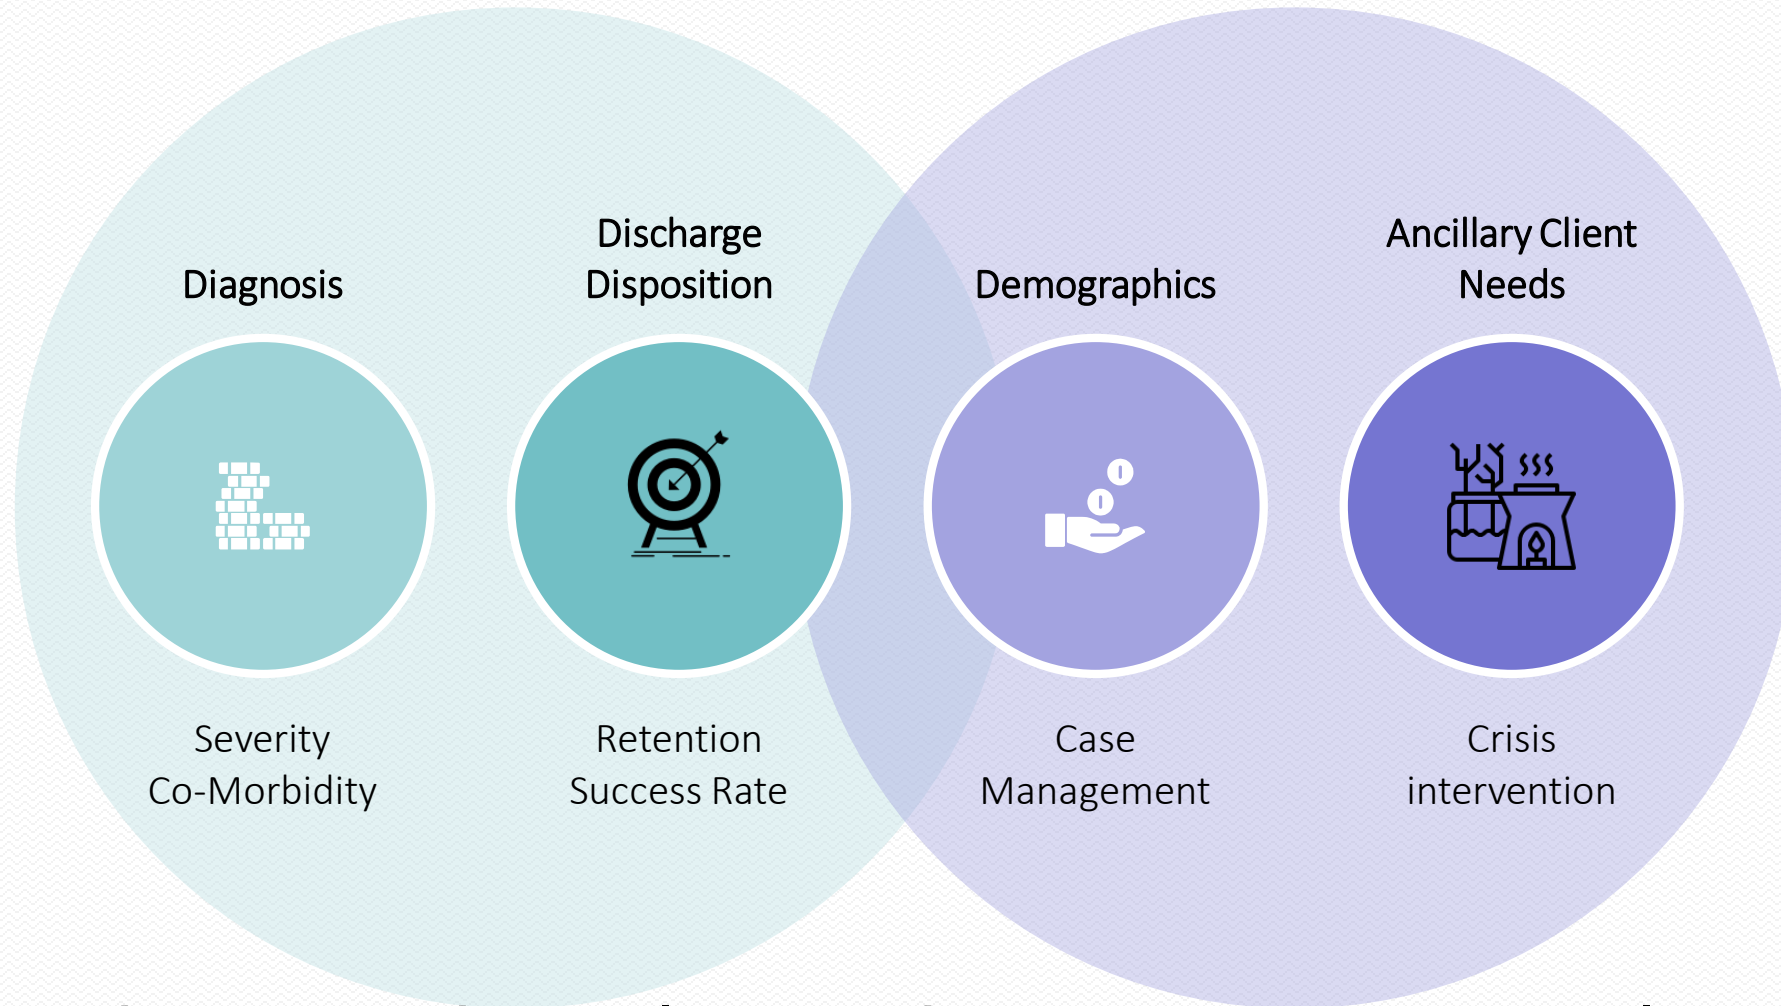 Diagnosis
Severity
Co-Morbidity
Discharge
Disposition
Retention
Success Rate
Demographics
Case
Management
Ancillary Client
Needs
Crisis
intervention